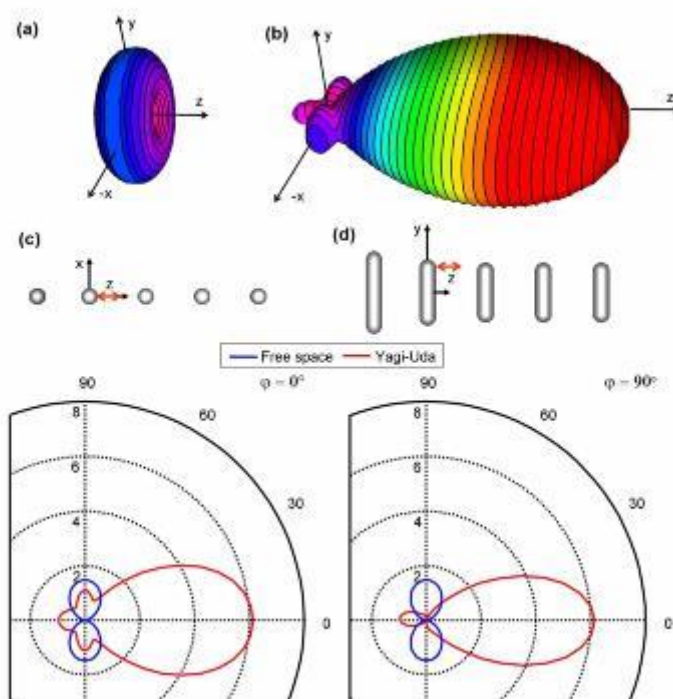 (a)
y
z
-x
(b)
y
z
-x
(c)
x
z
(d)
y
z
Free space Yagi-Uda
90
φ = 0°
8
60
6
4
30
2
0
90
φ = 90°
8
60
6
4
30
2
0